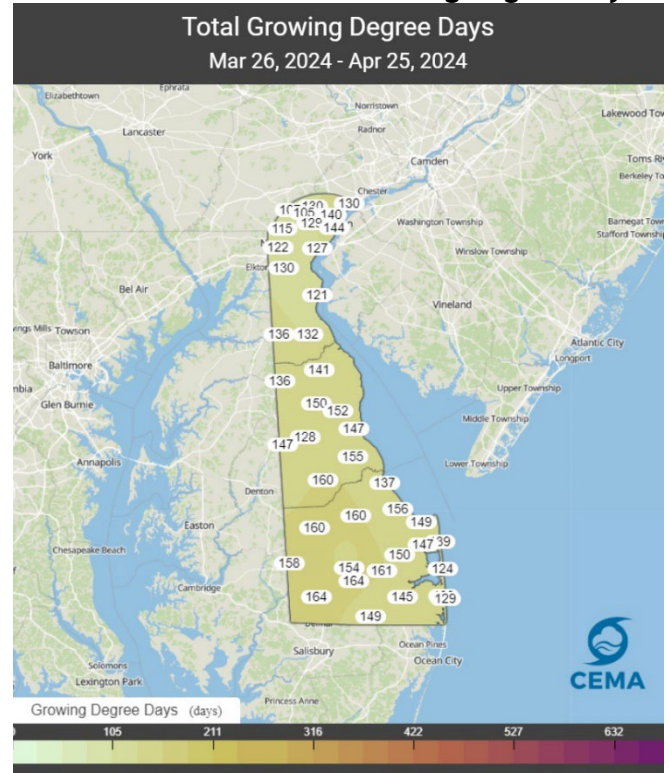 Total Growing Degree Days
Mar 26, 2024 - Apr 25, 2024
Elizabethtown
Ephrata
Norristown
Lakewood
Lancaster
Radnor
York
Camden
Toms
Chester
Berkeley
130
130
105
140
115
129
144
Washington Township
Barnegat
Stafford Township
122
127
Winslow Township
Elkton
130
Bel Air
121
Vineland
Mills Towson
136
132
Atlantic City
Baltimore
141
Longport
136
Upper Township
Glen Burnie
150
152
Middle Township
147
128
147
Annapolis
155
Lower Township
160
137
Denton
156
160
149
Easton
160
147
Chesapeake Beach
150
158
154
161
124
164
Cambridge
164
145
129
149
Salisbury
Ocean Pines
Ocean City
Solomons
Lexington Park
CEMA
Princess Anne
Growing Degree Days (days)
105
211
316
422
527
632